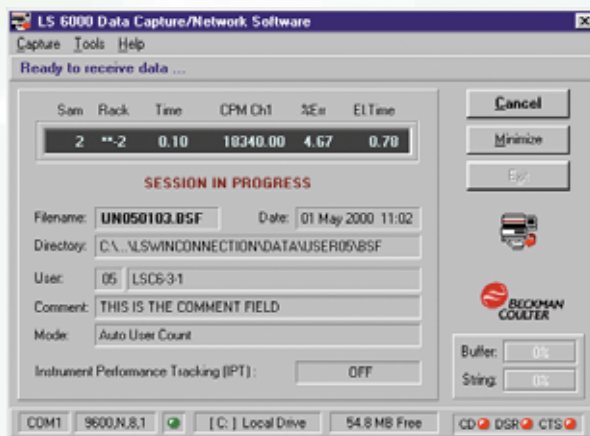 LS 6000 Data Capture/Network Software
Capture Tools Help
Ready to receive data ...
Sam Rack Time CPM Ch1 %Err El.Time
2 **-2 0.10 18340.00 4.67 0.78
SESSION IN PROGRESS
Filename: UN050103.BSF Date: 01 May 2000 11:02
Directory: C:\...\LSWINCONNECTION\DATA\USER05\BSF
User: 05 LSC6-3-1
Comment: THIS IS THE COMMENT FIELD
Mode: Auto User Count
Instrument Performance Tracking (IPT) : OFF
Cancel
Minimize
Exit
BECKMAN
COULTER
Buffer: 0%
String: 0%
COM1 9600,N,8,1 [ C: ] Local Drive 54.8 MB Free CD DSR CTS